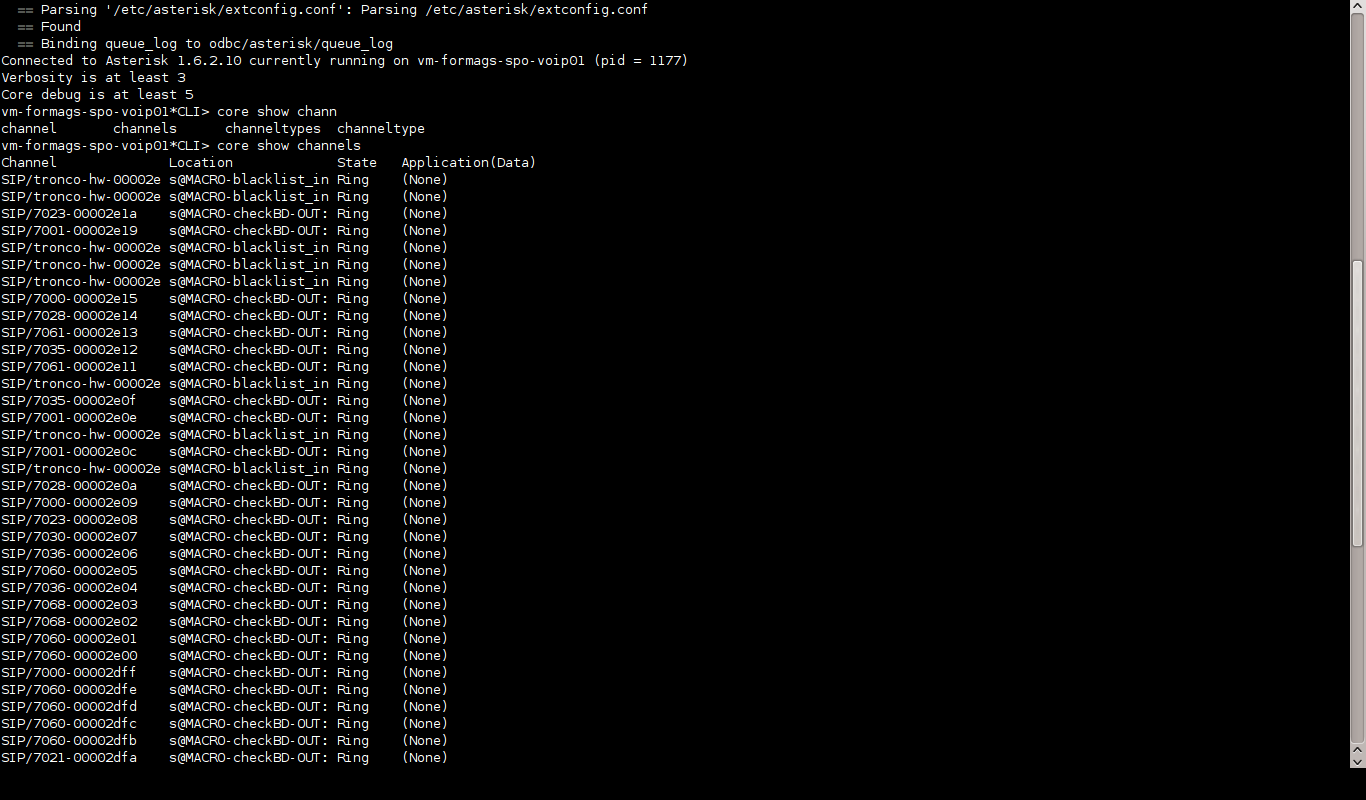 == Parsing '/etc/asterisk/extconfig.conf': Parsing /etc/asterisk/extconfig.conf
== Found
== Binding queue_log to odbc/asterisk/queue_log
Connected to Asterisk 1.6.2.10 currently running on vm-formags-spo-voip01 (pid = 1177)
Verbosity is at least 3
Core debug is at least 5
vm-formags-spo-voip01*CLI> core show chann
channel channels channeltypes channeltype
vm-formags-spo-voip01*CLI> core show channels
Channel Location State Application(Data)
SIP/tronco-hw-00002e s@MACRO-blacklist_in Ring (None)
SIP/tronco-hw-00002e s@MACRO-blacklist_in Ring (None)
SIP/7023-00002e1a s@MACRO-checkBD-OUT: Ring (None)
SIP/7001-00002e19 s@MACRO-checkBD-OUT: Ring (None)
SIP/tronco-hw-00002e s@MACRO-blacklist_in Ring (None)
SIP/tronco-hw-00002e s@MACRO-blacklist_in Ring (None)
SIP/tronco-hw-00002e s@MACRO-blacklist_in Ring (None)
SIP/7000-00002e15 s@MACRO-checkBD-OUT: Ring (None)
SIP/7028-00002e14 s@MACRO-checkBD-OUT: Ring (None)
SIP/7061-00002e13 s@MACRO-checkBD-OUT: Ring (None)
SIP/7035-00002e12 s@MACRO-checkBD-OUT: Ring (None)
SIP/7061-00002e11 s@MACRO-checkBD-OUT: Ring (None)
SIP/tronco-hw-00002e s@MACRO-blacklist_in Ring (None)
SIP/7035-00002e0f s@MACRO-checkBD-OUT: Ring (None)
SIP/7001-00002e0e s@MACRO-checkBD-OUT: Ring (None)
SIP/tronco-hw-00002e s@MACRO-blacklist_in Ring (None)
SIP/7001-00002e0c s@MACRO-checkBD-OUT: Ring (None)
SIP/tronco-hw-00002e s@MACRO-blacklist_in Ring (None)
SIP/7028-00002e0a s@MACRO-checkBD-OUT: Ring (None)
SIP/7000-00002e09 s@MACRO-checkBD-OUT: Ring (None)
SIP/7023-00002e08 s@MACRO-checkBD-OUT: Ring (None)
SIP/7030-00002e07 s@MACRO-checkBD-OUT: Ring (None)
SIP/7036-00002e06 s@MACRO-checkBD-OUT: Ring (None)
SIP/7060-00002e05 s@MACRO-checkBD-OUT: Ring (None)
SIP/7036-00002e04 s@MACRO-checkBD-OUT: Ring (None)
SIP/7068-00002e03 s@MACRO-checkBD-OUT: Ring (None)
SIP/7068-00002e02 s@MACRO-checkBD-OUT: Ring (None)
SIP/7060-00002e01 s@MACRO-checkBD-OUT: Ring (None)
SIP/7060-00002e00 s@MACRO-checkBD-OUT: Ring (None)
SIP/7000-00002dff s@MACRO-checkBD-OUT: Ring (None)
SIP/7060-00002dfe s@MACRO-checkBD-OUT: Ring (None)
SIP/7060-00002dfd s@MACRO-checkBD-OUT: Ring (None)
SIP/7060-00002dfc s@MACRO-checkBD-OUT: Ring (None)
SIP/7060-00002dfb s@MACRO-checkBD-OUT: Ring (None)
SIP/7021-00002dfa s@MACRO-checkBD-OUT: Ring (None)